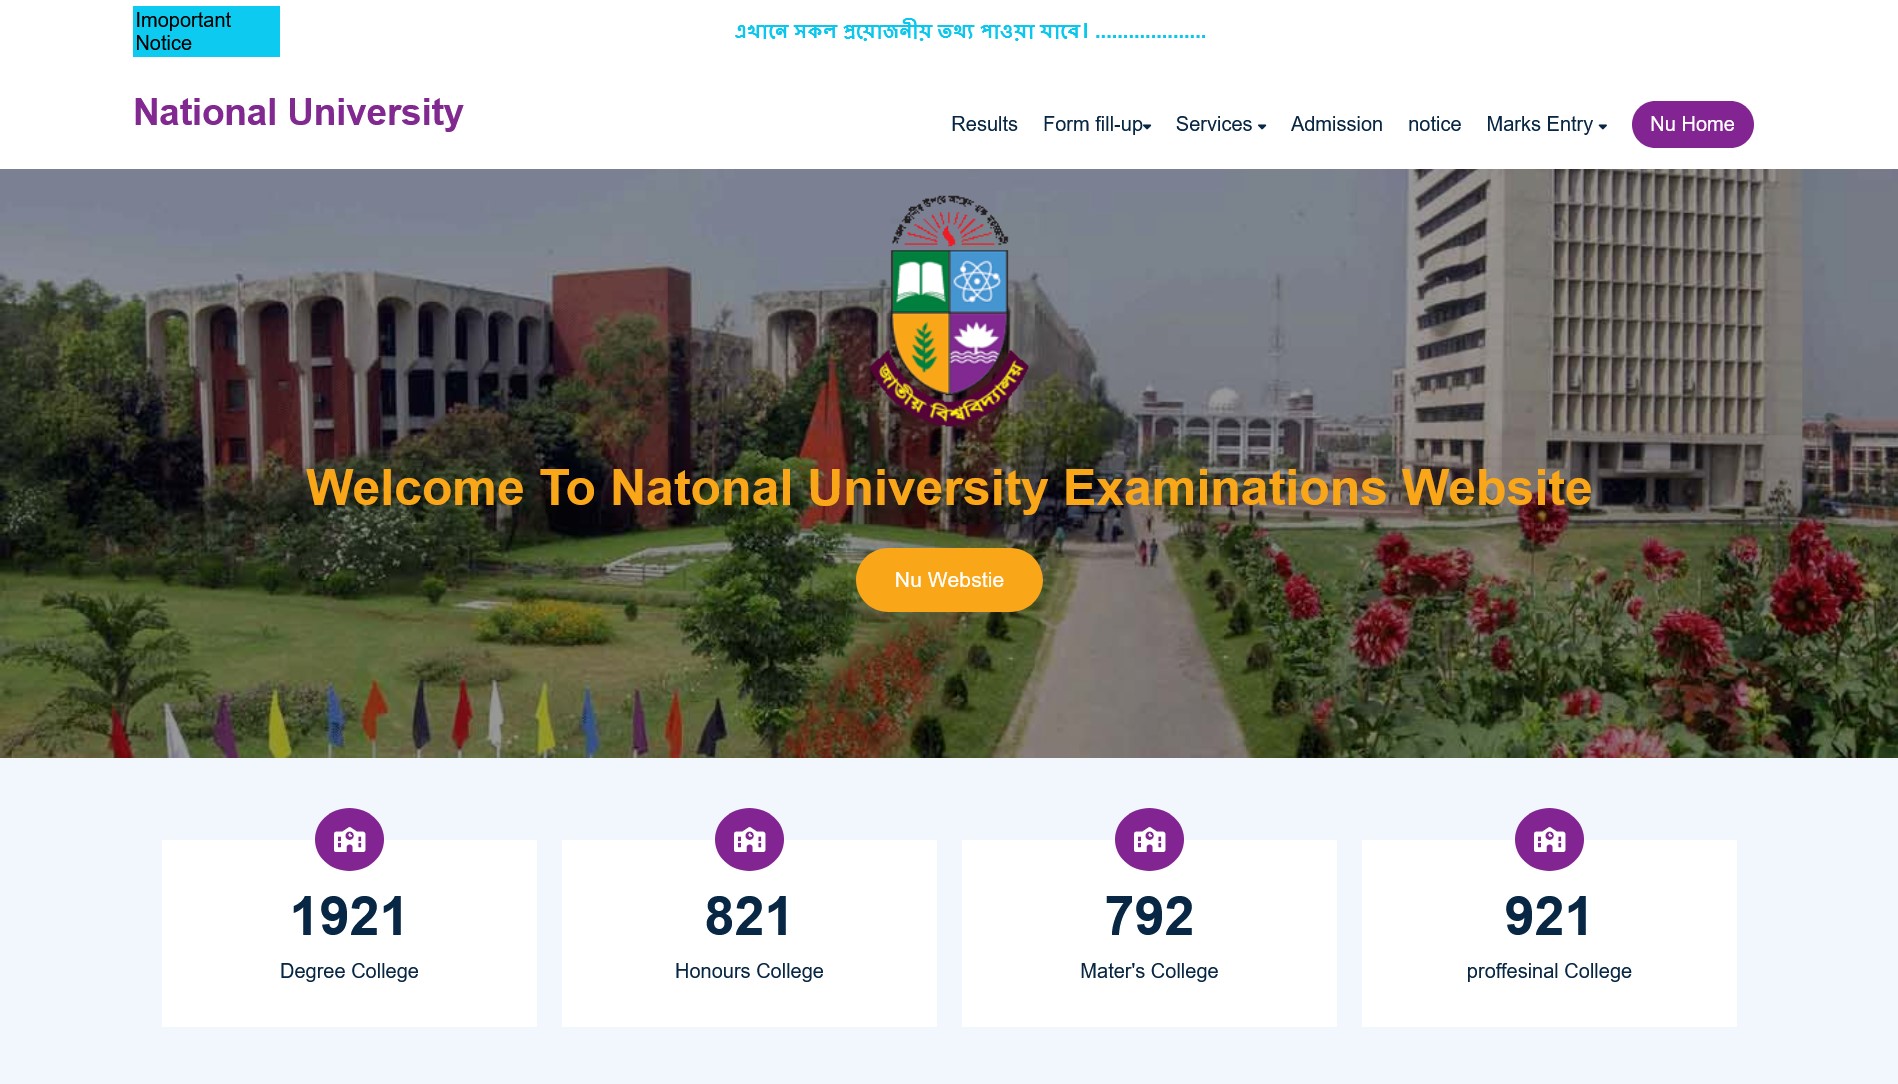 Imoportant
Notice
এখানে সকল প্রয়োজনীয় তথ্য পাওয়া যাবে। ....................
National University
Results Form fill-up Services Admission notice Marks Entry Nu Home
জাতীয় বিশ্ববিদ্যালয়
Welcome To Natonal University Examinations Website
Nu Webstie
1921 821 792 921
Degree College Honours College Mater's College proffesinal College